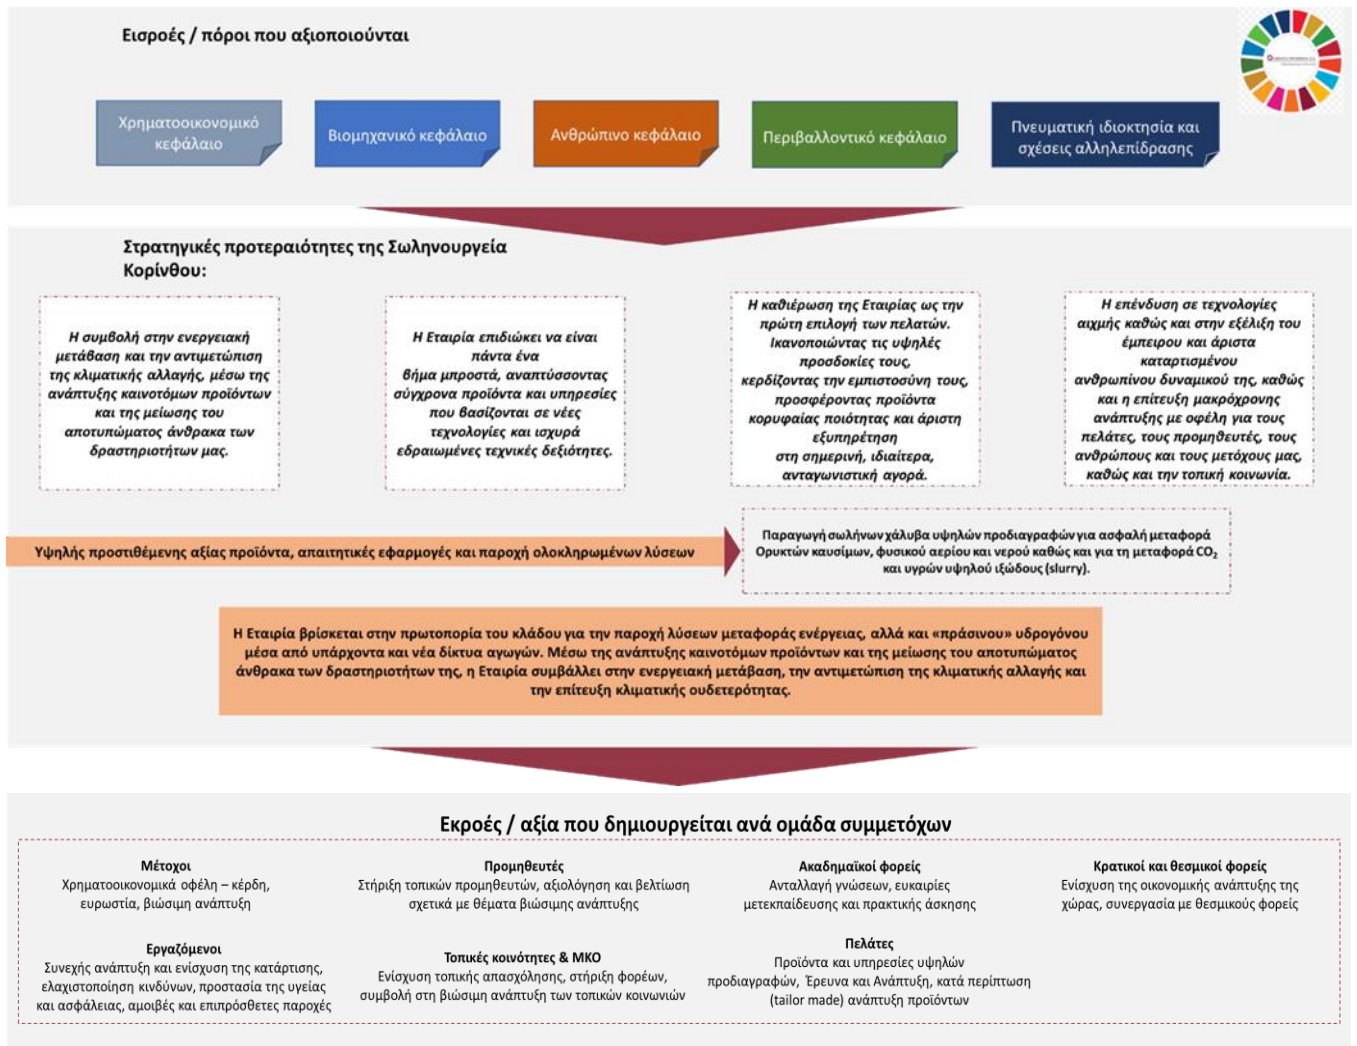 Εισροές / πόροι που αξιοποιούνται
Χρηματοοικονομικό
κεφάλαιο
Βιομηχανικό κεφάλαιο
Ανθρώπινο κεφάλαιο
Περιβαλλοντικό κεφάλαιο
Πνευματική ιδιοκτησία και
σχέσεις αλληλεπίδρασης
Στρατηγικές προτεραιότητες της Σωληνουργεία
Κορίνθου:
Η συμβολή στην ενεργειακή
μετάβαση και την αντιμετώπιση
της κλιματικής αλλαγής, μέσω της
ανάπτυξης καινοτόμων προϊόντων
και της μείωσης του
αποτυπώματος άνθρακα των
δραστηριοτήτων μας.
Η Εταιρία επιδιώκει να είναι
πάντα ένα
βήμα μπροστά, αναπτύσσοντας
σύγχρονα προϊόντα και υπηρεσίες
που βασίζονται σε νέες
τεχνολογίες και ισχυρά
εδραιωμένες τεχνικές δεξιότητες.
Η καθιέρωση της Εταιρίας ως την
πρώτη επιλογή των πελατών.
Ικανοποιώντας τις υψηλές
προσδοκίες τους,
κερδίζοντας την εμπιστοσύνη τους,
προσφέροντας προϊόντα
κορυφαίας ποιότητας και άριστη
εξυπηρέτηση
στη σημερινή, ιδιαίτερα,
ανταγωνιστική αγορά.
Η επένδυση σε τεχνολογίες
αιχμής καθώς και στην εξέλιξη του
έμπειρου και άριστα
καταρτισμένου
ανθρωπίνου δυναμικού της, καθώς
και η επίτευξη μακρόχρονης
ανάπτυξης με οφέλη για τους
πελάτες, τους προμηθευτές, τους
ανθρώπους και τους μετόχους μας,
καθώς και την τοπική κοινωνία.
Υψηλής προστιθέμενης αξίας προϊόντα, απαιτητικές εφαρμογές και παροχή ολοκληρωμένων λύσεων
Παραγωγή σωλήνων χάλυβα υψηλών προδιαγραφών για ασφαλή μεταφορά
Ορυκτών καυσίμων, φυσικού αερίου και νερού καθώς και για τη μεταφορά CO₂
και υγρών υψηλού ιξώδους (slurry).
Η Εταιρία βρίσκεται στην πρωτοπορία του κλάδου για την παροχή λύσεων μεταφοράς ενέργειας, αλλά και «πράσινου» υδρογόνου
μέσα από υπάρχοντα και νέα δίκτυα αγωγών. Μέσω της ανάπτυξης καινοτόμων προϊόντων και της μείωσης του αποτυπώματος
άνθρακα των δραστηριοτήτων της, η Εταιρία συμβάλλει στην ενεργειακή μετάβαση, την αντιμετώπιση της κλιματικής αλλαγής και
την επίτευξη κλιματικής ουδετερότητας.
Εκροές / αξία που δημιουργείται ανά ομάδα συμμετόχων
Μέτοχοι
Χρηματοοικονομικά οφέλη – κέρδη,
ευρωστία, βιώσιμη ανάπτυξη
Προμηθευτές
Στήριξη τοπικών προμηθευτών, αξιολόγηση και βελτίωση
σχετικά με θέματα βιώσιμης ανάπτυξης
Ακαδημαϊκοί φορείς
Ανταλλαγή γνώσεων, ευκαιρίες
μετεκπαίδευσης και πρακτικής άσκησης
Κρατικοί και θεσμικοί φορείς
Ενίσχυση της οικονομικής ανάπτυξης της
χώρας, συνεργασία με θεσμικούς φορείς
Εργαζόμενοι
Συνεχής ανάπτυξη και ενίσχυση της κατάρτισης,
ελαχιστοποίηση κινδύνων, προστασία της υγείας
και ασφάλειας, αμοιβές και επιπρόσθετες παροχές
Τοπικές κοινότητες & ΜΚΟ
Ενίσχυση τοπικής απασχόλησης, στήριξη φορέων,
συμβολή στη βιώσιμη ανάπτυξη των τοπικών κοινωνιών
Πελάτες
Προϊόντα και υπηρεσίες υψηλών
προδιαγραφών, Έρευνα και Ανάπτυξη, κατά περίπτωση
(tailor made) ανάπτυξη προϊόντων